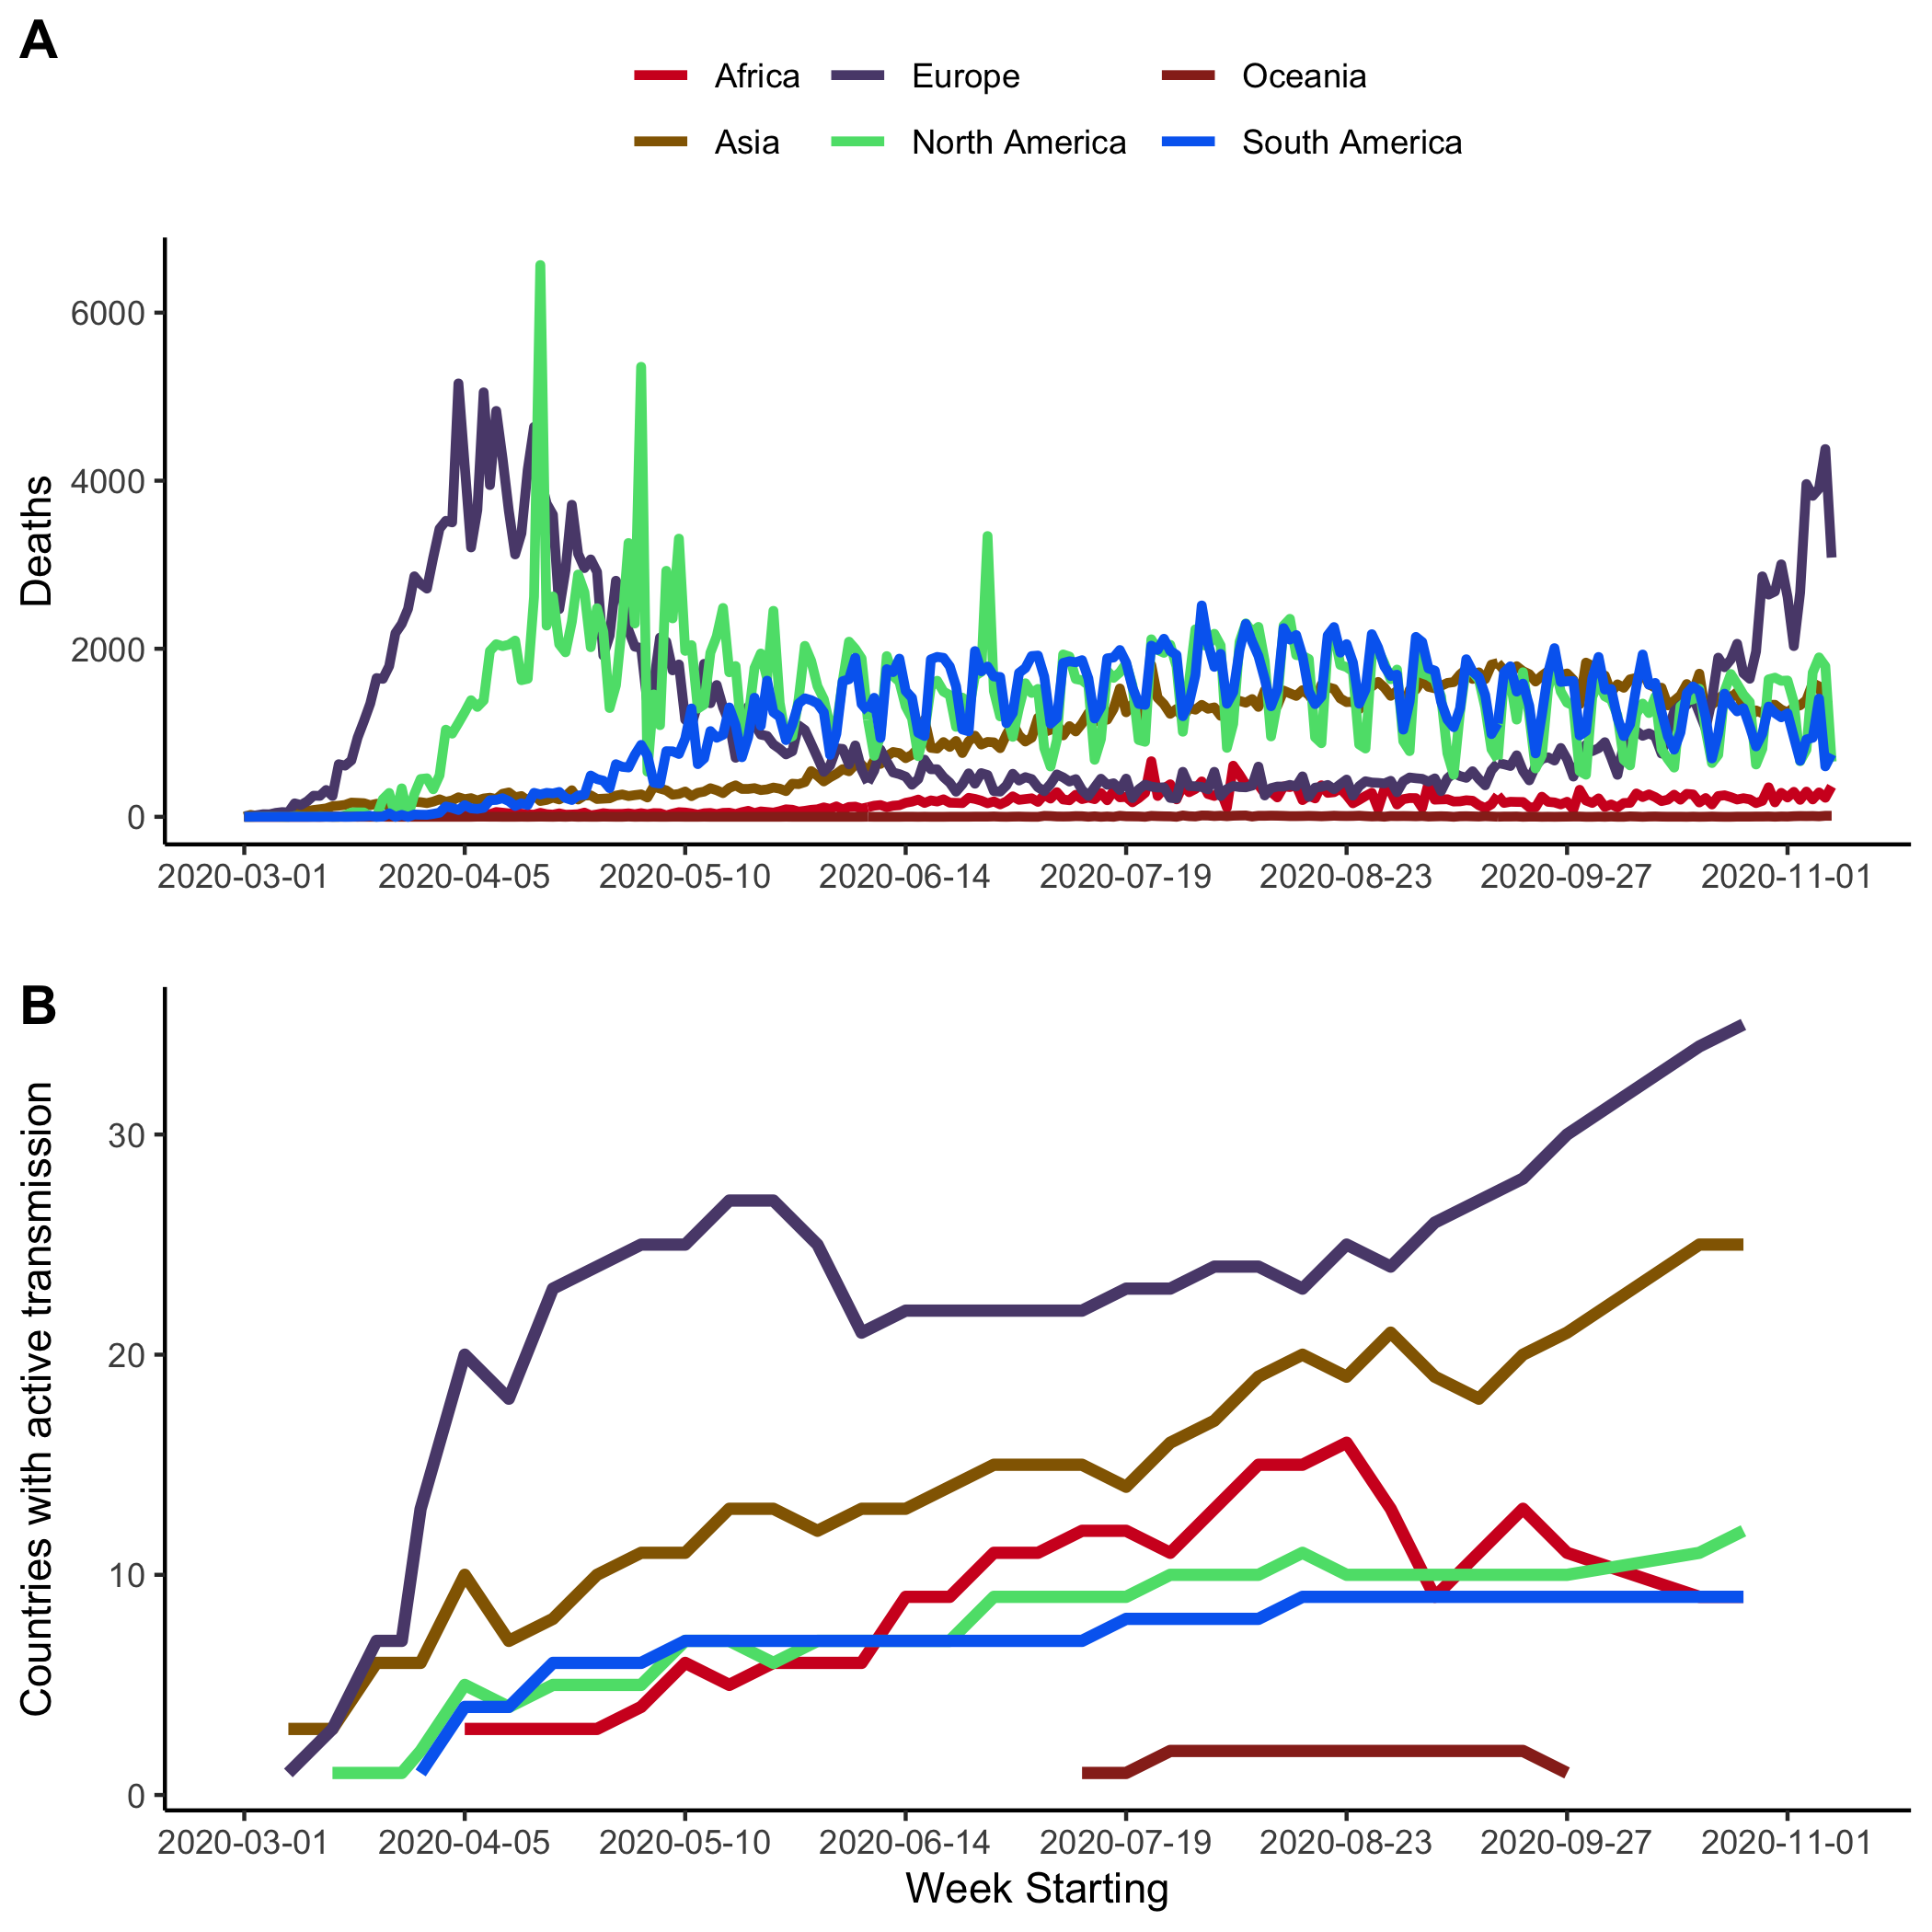 A
Africa Europe Oceania
Asia North America South America
Deaths
6000
4000
2000
0
2020-03-01 2020-04-05 2020-05-10 2020-06-14 2020-07-19 2020-08-23 2020-09-27 2020-11-01
B
Countries with active transmission
30
20
10
0
2020-03-01 2020-04-05 2020-05-10 2020-06-14 2020-07-19 2020-08-23 2020-09-27 2020-11-01
Week Starting